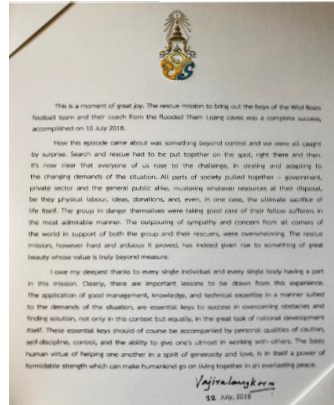 This is a moment of great joy. The rescue mission to bring out the boys of the Wild Boars
football team and their coach from the flooded Tham Luang caves was a complete success,
accomplished on 10 July 2018.
How this episode came about was something beyond control and we were all caught
by surprise. Search and rescue had to be put together on the spot, right there and then.
It's now clear that everyone of us rose to the challenge, in dealing and adapting to
the changing demands of the situation. All parts of society pulled together – government,
private sector and the general public alike, mustering whatever resources at their disposal,
be they physical labour, ideas, donations, and, even, in one case, the ultimate sacrifice of
life itself. The group in danger themselves were taking good care of their fellow sufferers in
the most admirable manner. The outpouring of sympathy and concern from all corners of
the world in support of both the group and their rescuers, were overwhelming. The rescue
mission, however hard and arduous it proved, has indeed given rise to something of great
beauty whose value is truly beyond measure.
I owe my deepest thanks to every single individual and every single body having a part
in this mission. Clearly, there are important lessons to be drawn from this experience.
The application of good management, knowledge, and technical expertise in a manner suited
to the demands of the situation, are essential keys to success in overcoming obstacles and
finding solution, not only in this context but equally, in the great task of national development
itself. These essential keys should of course be accompanied by personal qualities of caution,
self-discipline, control, and the ability to give one's utmost in working with others. The basic
human virtue of helping one another in a spirit of generosity and love, is in itself a power of
formidable strength which can make humankind go on living together in an everlasting peace.
Vajiralongkorn
12 July, 2018